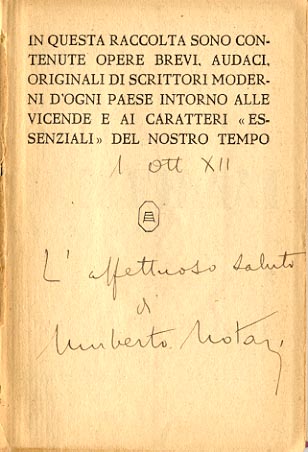 IN QUESTA RACCOLTA SONO CON-
TENUTE OPERE BREVI, AUDACI,
ORIGINALI DI SCRITTORI MODER-
NI D'OGNI PAESE INTORNO ALLE
VICENDE E AI CARATTERI «ES-
SENZIALI» DEL NOSTRO TEMPO
1 Ott XII
L'affettuoso saluto
di
Umberto Notari